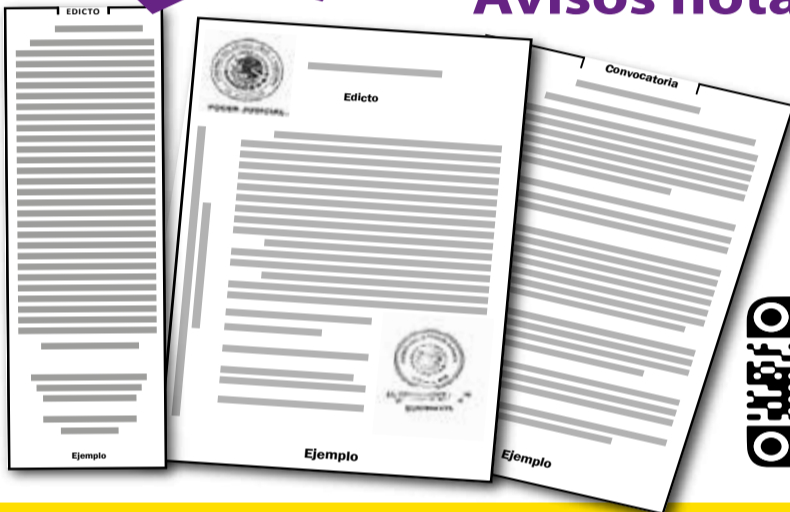 Avisos nota
EDICTO
PODER JUDICIAL
Edicto
Ejemplo
Ejemplo
Convocatoria
Ejemplo